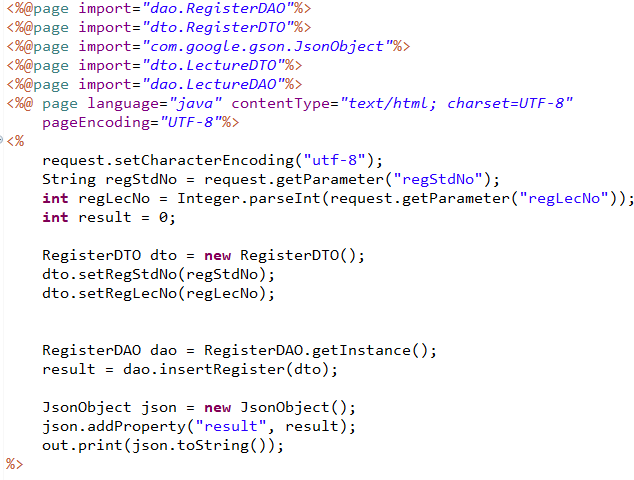 <%@page import="dao.RegisterDAO"%>
<%@page import="dto.RegisterDTO"%>
<%@page import="com.google.gson.JsonObject"%>
<%@page import="dto.LectureDTO"%>
<%@page import="dao.LectureDAO"%>
<%@ page language="java" contentType="text/html; charset=UTF-8"
    pageEncoding="UTF-8"%>
<%
    request.setCharacterEncoding("utf-8");
    String regStdNo = request.getParameter("regStdNo");
    int regLecNo = Integer.parseInt(request.getParameter("regLecNo"));
    int result = 0;

    RegisterDTO dto = new RegisterDTO();
    dto.setRegStdNo(regStdNo);
    dto.setRegLecNo(regLecNo);

    RegisterDAO dao = RegisterDAO.getInstance();
    result = dao.insertRegister(dto);

    JsonObject json = new JsonObject();
    json.addProperty("result", result);
    out.print(json.toString());
%>